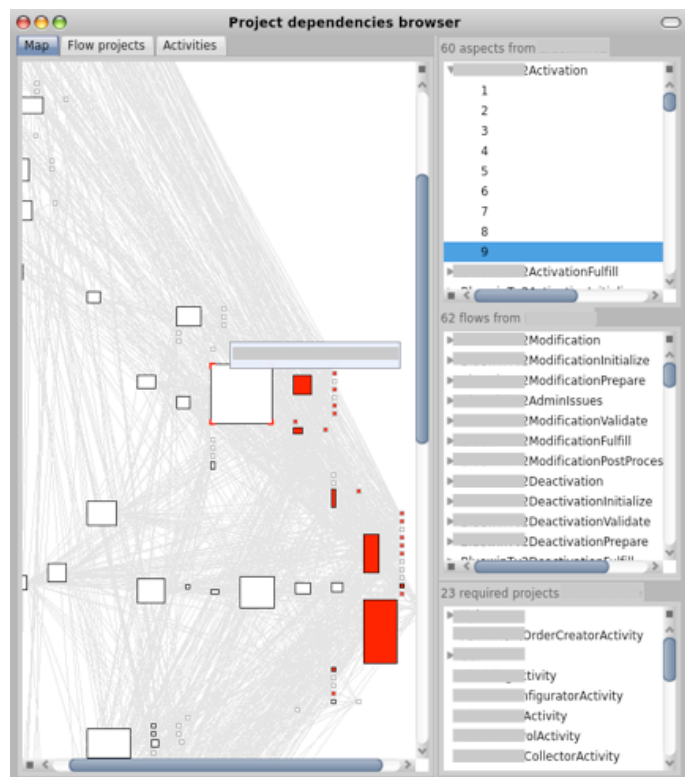 Project dependencies browser
Map Flow projects Activities
60 aspects from
2Activation
1
2
3
4
5
6
7
8
9
2ActivationFulfill
62 flows from
2Modification
2ModificationInitialize
2ModificationPrepare
2AdminIssues
2ModificationValidate
2ModificationFulfill
2ModificationPostProces
2Deactivation
2DeactivationInitialize
2DeactivationValidate
2DeactivationPrepare
23 required projects
OrderCreatorActivity
tivity
figuratorActivity
Activity
olActivity
CollectorActivity